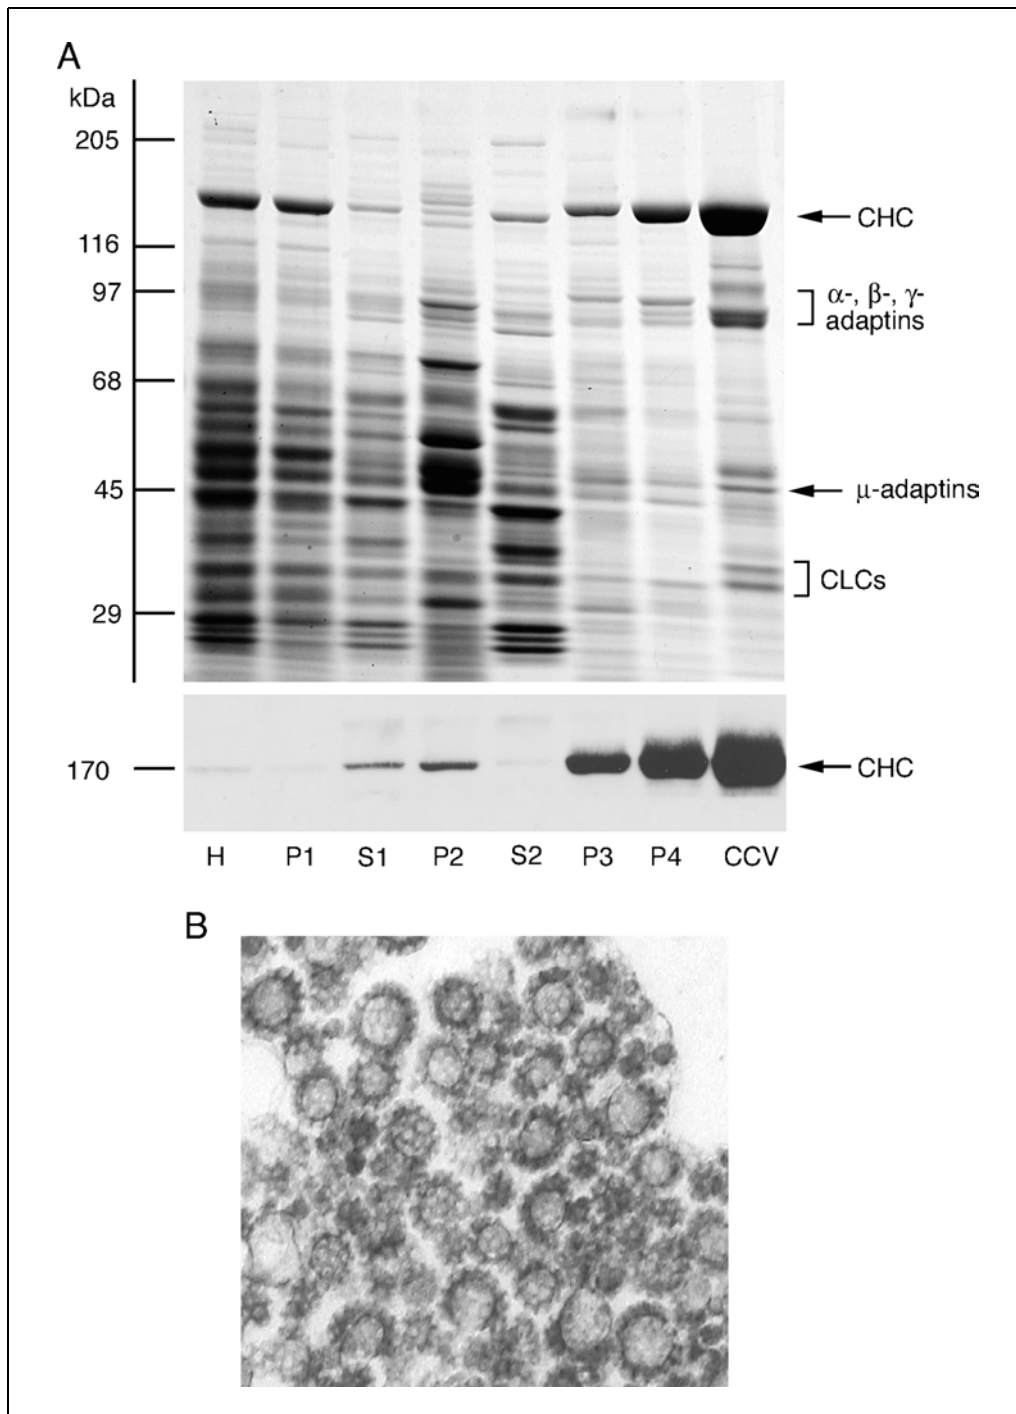 A
kDa
205
116
97
68
45
29
CHC
α-, β-, γ-
adaptins
μ-adaptins
CLCs
170
CHC
H P1 S1 P2 S2 P3 P4 CCV
B